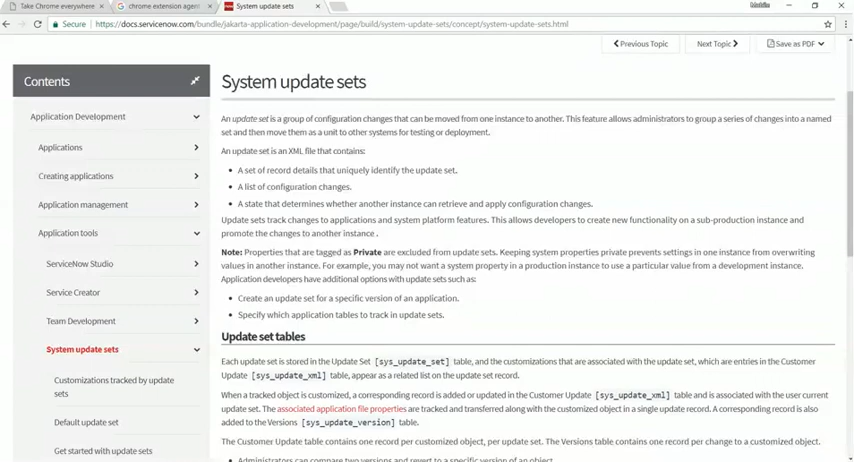 Take Chrome everywhere
chrome extension agent
System update sets
Secure
https://docs.servicenow.com/bundle/jakarta-application-development/page/build/system-update-sets/concept/system-update-sets.html
Previous Topic
Next Topic
Save as PDF
Contents
Application Development
Applications
Creating applications
Application management
Application tools
ServiceNow Studio
Service Creator
Team Development
System update sets
Customizations tracked by update
sets
Default update set
Get started with update sets
System update sets
An update set is a group of configuration changes that can be moved from one instance to another. This feature allows administrators to group a series of changes into a named
set and then move them as a unit to other systems for testing or deployment.
An update set is an XML file that contains:
• A set of record details that uniquely identify the update set.
• A list of configuration changes.
• A state that determines whether another instance can retrieve and apply configuration changes.
Update sets track changes to applications and system platform features. This allows developers to create new functionality on a sub-production instance and
promote the changes to another instance .
Note: Properties that are tagged as Private are excluded from update sets. Keeping system properties private prevents settings in one instance from overwriting
values in another instance. For example, you may not want a system property in a production instance to use a particular value from a development instance.
Application developers have additional options with update sets such as:
• Create an update set for a specific version of an application.
• Specify which application tables to track in update sets.
Update set tables
Each update set is stored in the Update Set [sys_update_set] table, and the customizations that are associated with the update set, which are entries in the Customer
Update [sys_update_xml] table, appear as a related list on the update set record.
When a tracked object is customized, a corresponding record is added or updated in the Customer Update [sys_update_xml] table and is associated with the user current
update set. The associated application file properties are tracked and transferred along with the customized object in a single update record. A corresponding record is also
added to the Versions [sys_update_version] table.
The Customer Update table contains one record per customized object, per update set. The Versions table contains one record per change to a customized object.
• Administrators can compare two versions and revert to a specific version of an object.